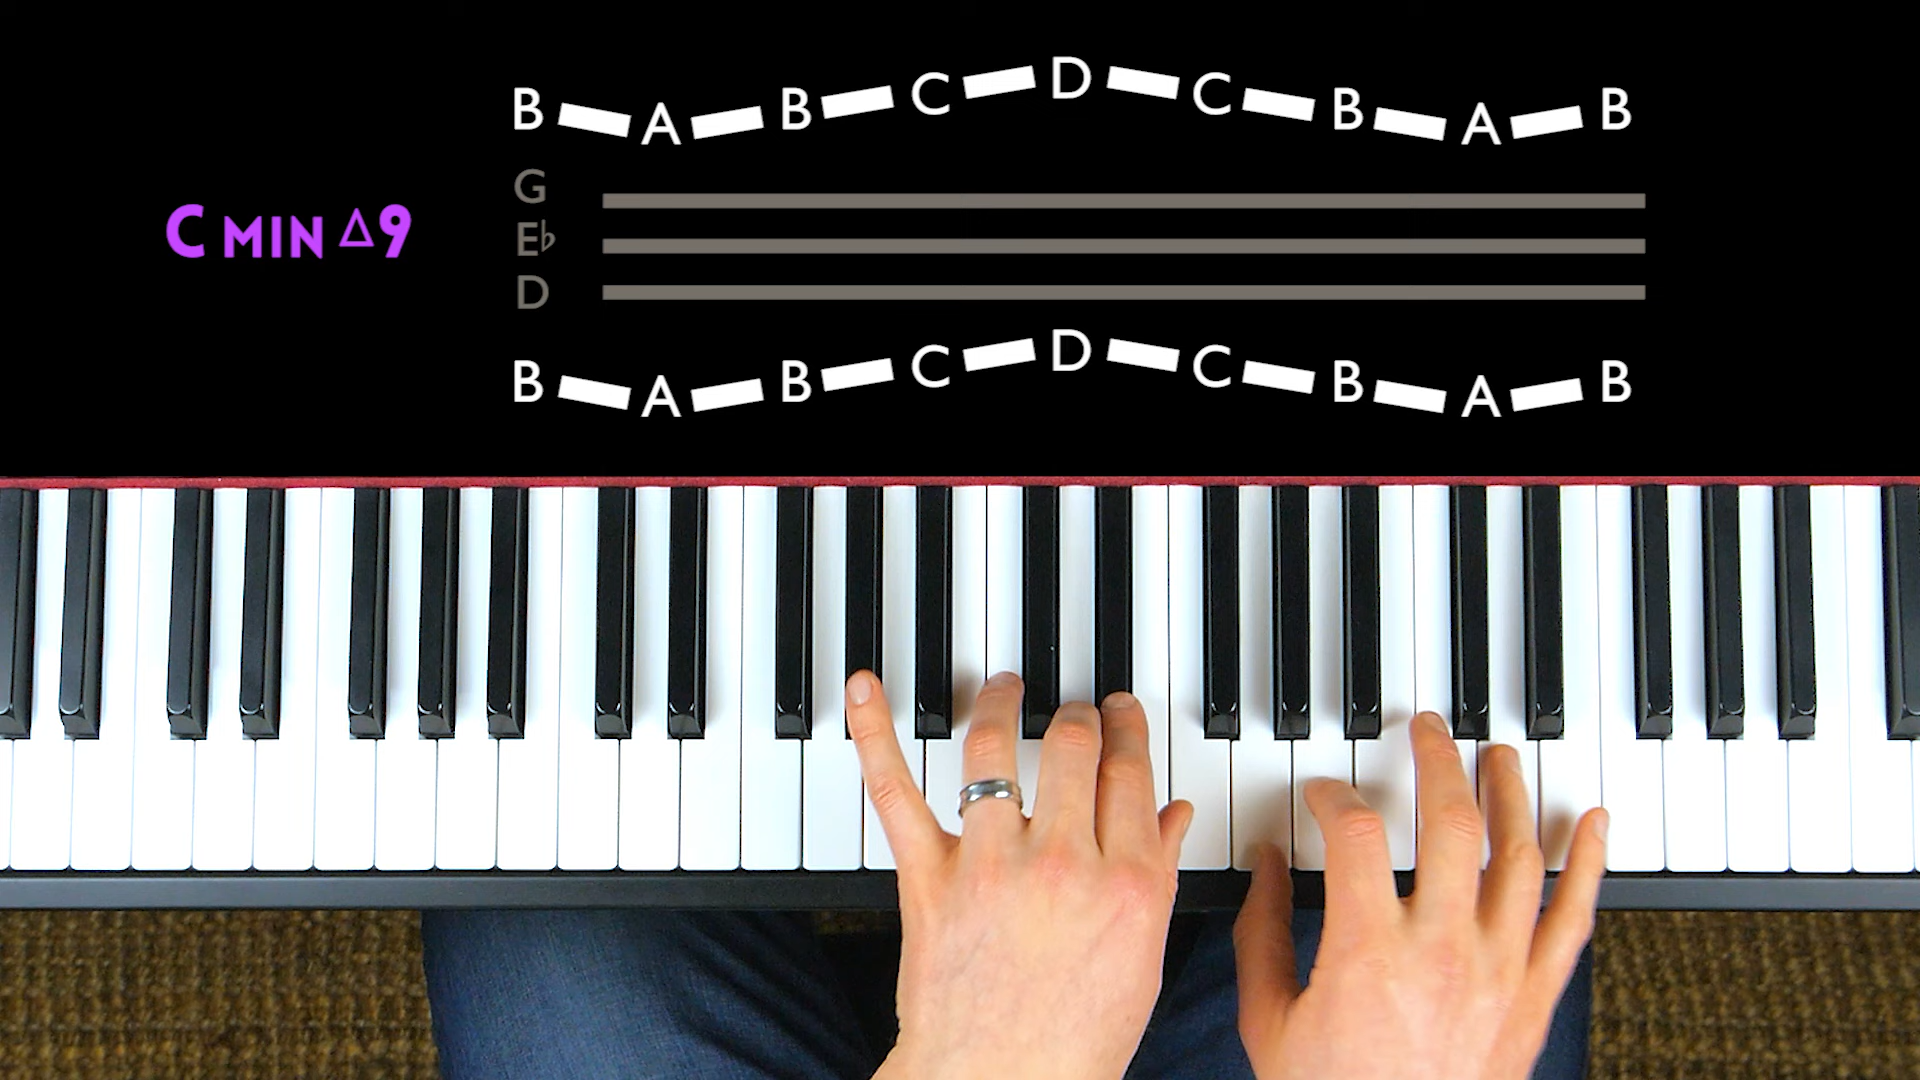 B A B C D C B A B
G
C MIN Δ9
E♭
D
B A B C D C B A B